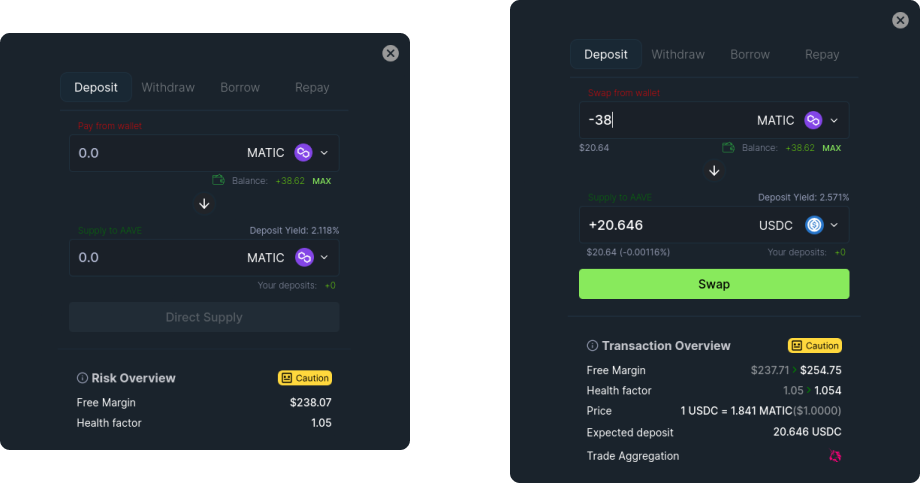 Deposit Withdraw Borrow Repay
Pay from wallet
0.0 MATIC
Balance: +38.62 MAX
Supply to AAVE Deposit Yield: 2.118%
0.0 MATIC
Your deposits: +0
Direct Supply
Risk Overview Caution
Free Margin $238.07
Health factor 1.05
Deposit Withdraw Borrow Repay
Swap from wallet
-38 MATIC
$20.64 Balance: +38.62 MAX
Supply to AAVE Deposit Yield: 2.571%
+20.646 USDC
$20.64 (-0.00116%) Your deposits: +0
Swap
Transaction Overview Caution
Free Margin $237.71 > $254.75
Health factor 1.05 > 1.054
Price 1 USDC = 1.841 MATIC($1.0000)
Expected deposit 20.646 USDC
Trade Aggregation